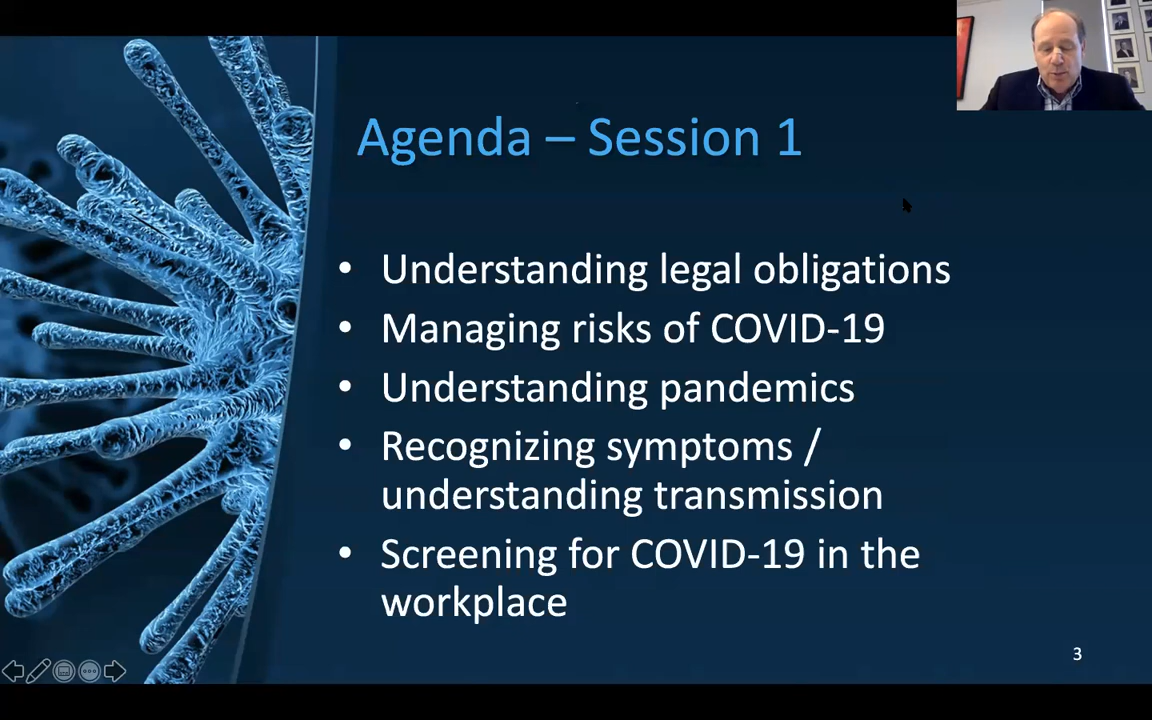 Agenda – Session 1
• Understanding legal obligations
• Managing risks of COVID-19
• Understanding pandemics
• Recognizing symptoms /
understanding transmission
• Screening for COVID-19 in the
workplace
3